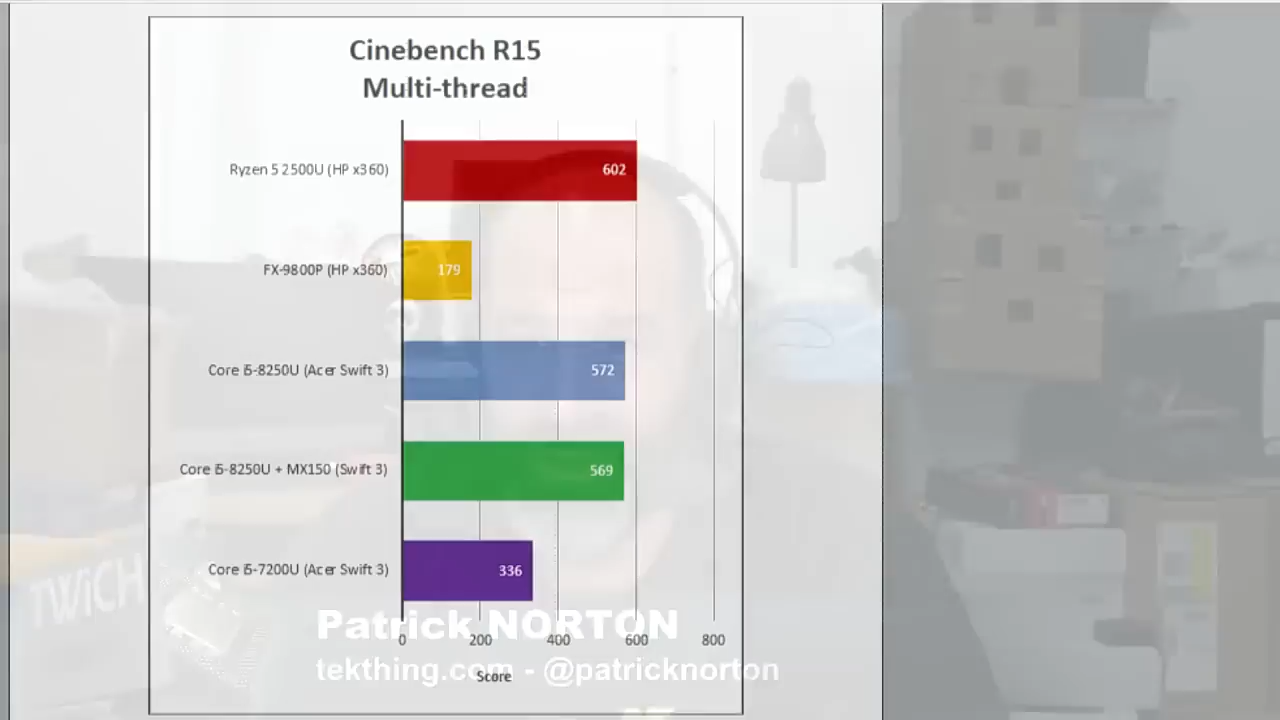 Cinebench R15
Multi-thread
Ryzen 5 2500U (HP x360)
602
FX-9800P (HP x360)
179
Core i5-8250U (Acer Swift 3)
572
Core i5-8250U + MX150 (Swift 3)
569
Core i5-7200U (Acer Swift 3)
336
0 200 400 600 800
Score
Patrick NORTON
tekthing.com - @patricknorton
TWiCH